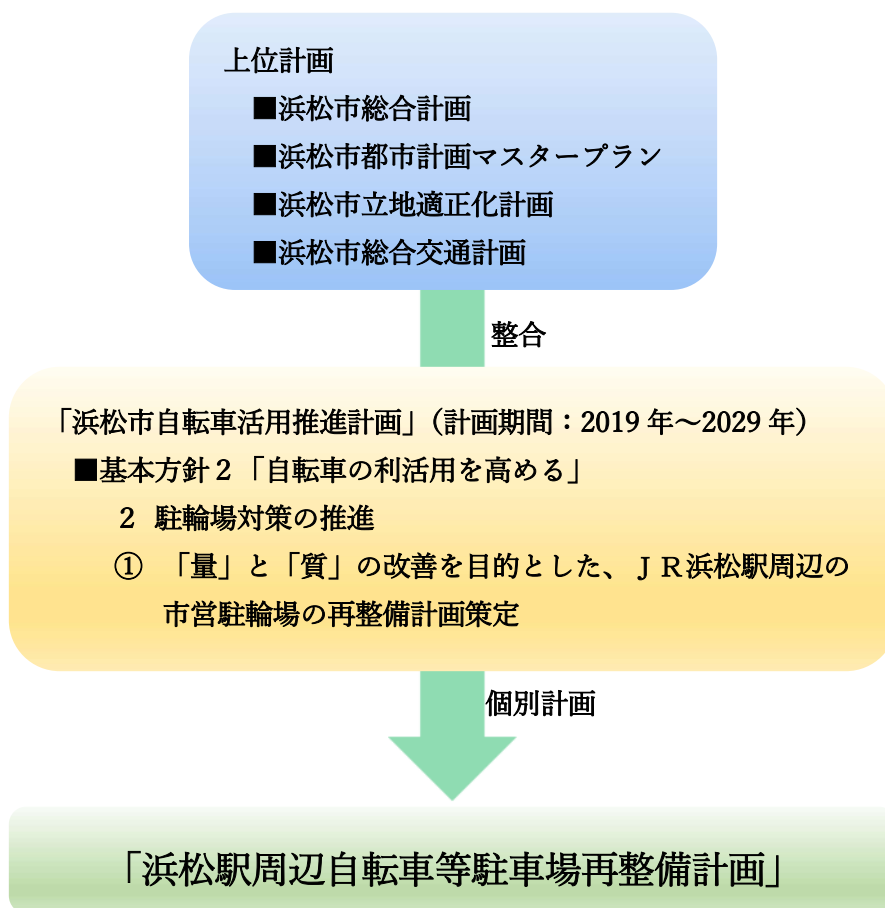 上位計画
■浜松市総合計画
■浜松市都市計画マスタープラン
■浜松市立地適正化計画
■浜松市総合交通計画
整合
「浜松市自転車活用推進計画」（計画期間：2019 年～2029 年）
■基本方針２「自転車の利活用を高める」
２ 駐輪場対策の推進
① 「量」と「質」の改善を目的とした、ＪＲ浜松駅周辺の
市営駐輪場の再整備計画策定
個別計画
「浜松駅周辺自転車等駐車場再整備計画」